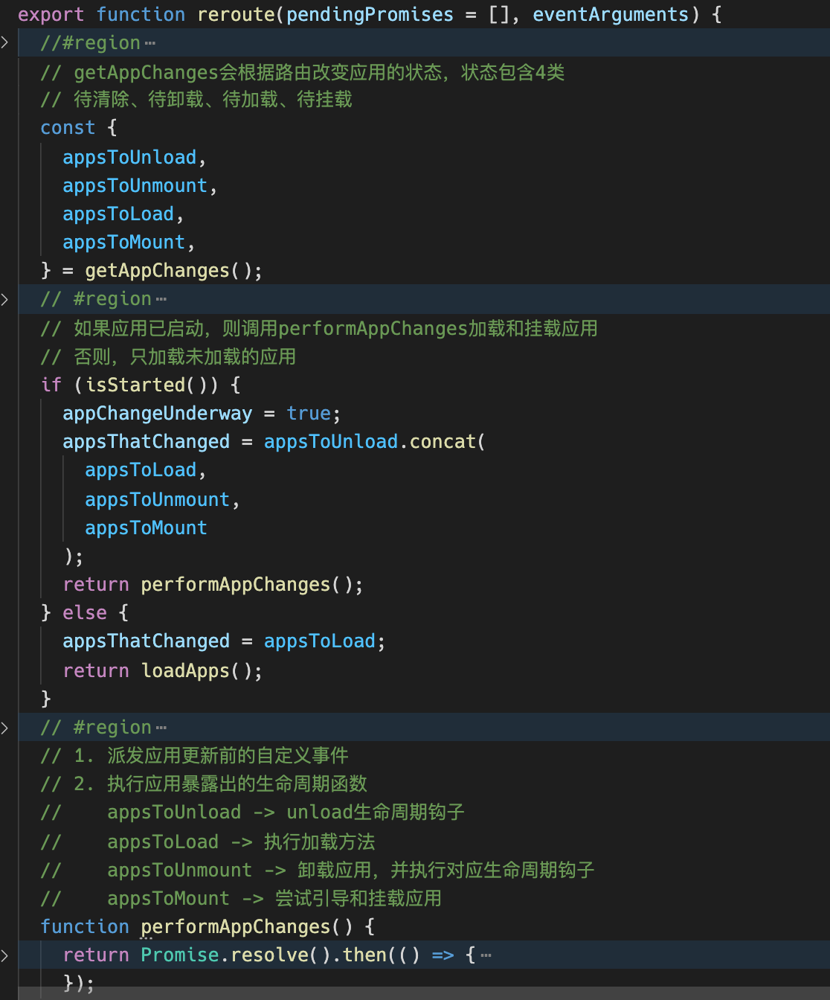 export function reroute(pendingPromises = [], eventArguments) {
//#region…
// getAppChanges会根据路由改变应用的状态，状态包含4类
// 待清除、待卸载、待加载、待挂载
const {
appsToUnload,
appsToUnmount,
appsToLoad,
appsToMount,
} = getAppChanges();
// #region…
// 如果应用已启动，则调用performAppChanges加载和挂载应用
// 否则，只加载未加载的应用
if (isStarted()) {
appChangeUnderway = true;
appsThatChanged = appsToUnload.concat(
appsToLoad,
appsToUnmount,
appsToMount
);
return performAppChanges();
} else {
appsThatChanged = appsToLoad;
return loadApps();
}
// #region…
// 1. 派发应用更新前的自定义事件
// 2. 执行应用暴露出的生命周期函数
// appsToUnload -> unload生命周期钩子
// appsToLoad -> 执行加载方法
// appsToUnmount -> 卸载应用，并执行对应生命周期钩子
// appsToMount -> 尝试引导和挂载应用
function performAppChanges() {
return Promise.resolve().then(() => {…
});